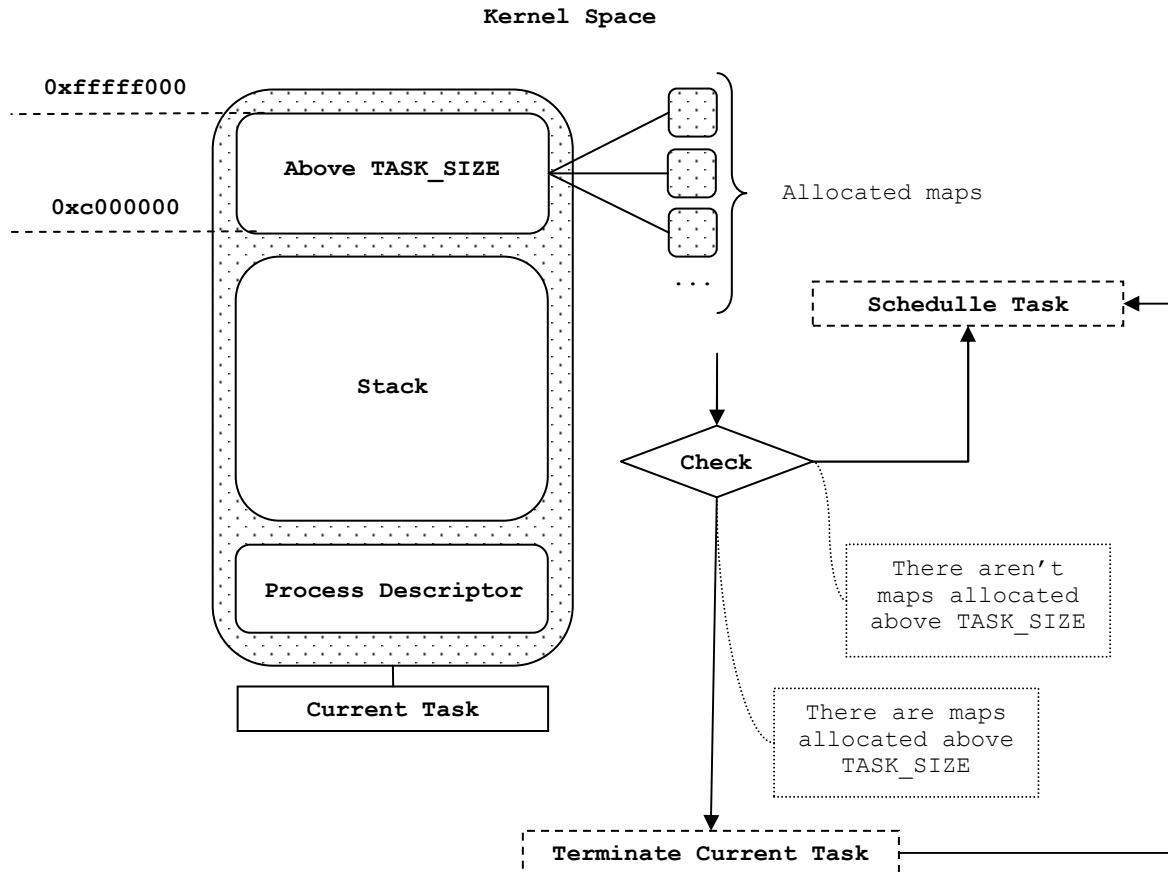 Kernel Space
0xfffff000
Above TASK_SIZE
0xc000000
Allocated maps
...
Schedulle Task
Stack
Check
There aren't
maps allocated
above TASK_SIZE
Process Descriptor
Current Task
There are maps
allocated above
TASK_SIZE
Terminate Current Task